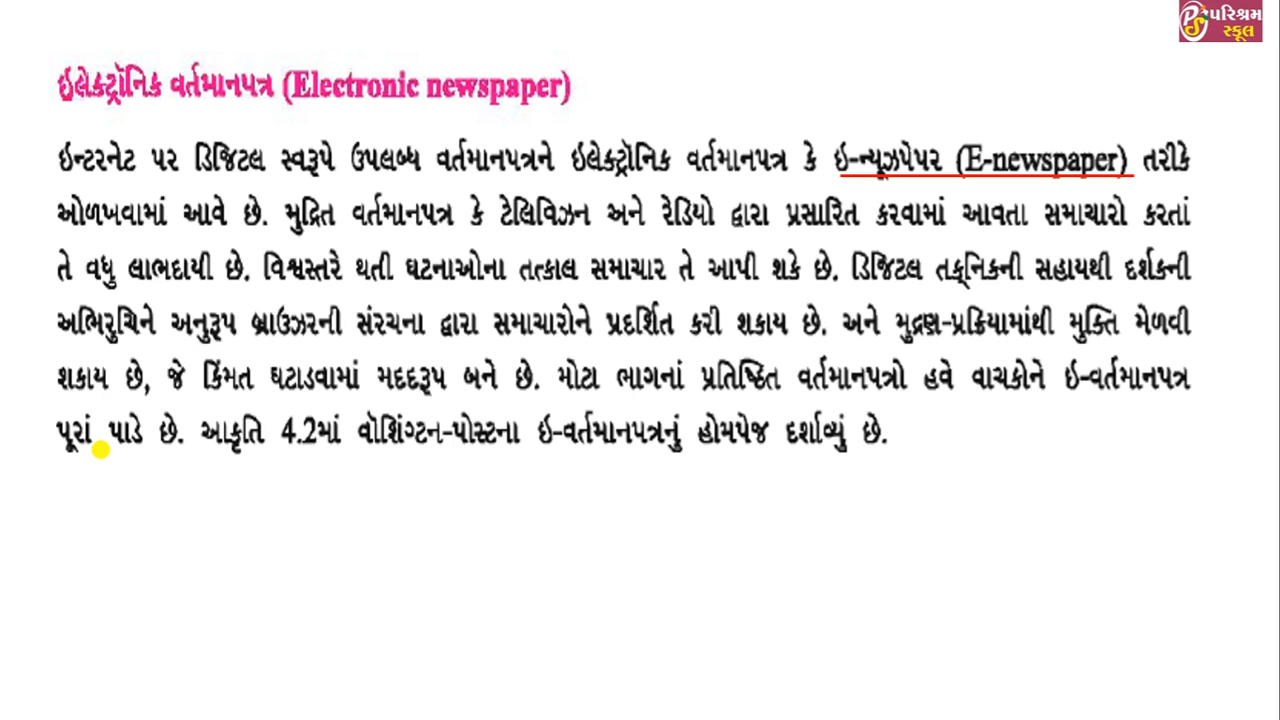 પરિશ્રમ
સ્કૂલ
ઇલેક્ટ્રૉનિક વર્તમાનપત્ર (Electronic newspaper)
ઇન્ટરનેટ પર ડિજિટલ સ્વરૂપે ઉપલબ્ધ વર્તમાનપત્રને ઇલેક્ટ્રૉનિક વર્તમાનપત્ર કે ઇ-ન્યૂઝપેપર (E-newspaper) તરીકે
ઓળખવામાં આવે છે. મુદ્રિત વર્તમાનપત્ર કે ટેલિવિઝન અને રેડિયો દ્વારા પ્રસારિત કરવામાં આવતા સમાચારો કરતાં
તે વધુ લાભદાયી છે. વિશ્વસ્તરે થતી ઘટનાઓના તત્કાલ સમાચાર તે આપી શકે છે. ડિજિટલ તક્નિકની સહાયથી દર્શકની
અભિરુચિને અનુરૂપ બ્રાઉઝરની સંરચના દ્વારા સમાચારોને પ્રદર્શિત કરી શકાય છે. અને મુદ્રણ-પ્રક્રિયામાંથી મુક્તિ મેળવી
શકાય છે, જે કિંમત ઘટાડવામાં મદદરૂપ બને છે. મોટા ભાગનાં પ્રતિષ્ઠિત વર્તમાનપત્રો હવે વાચકોને ઇ-વર્તમાનપત્ર
પૂરાં પાડે છે. આકૃતિ 4.2માં વૉશિંગ્ટન-પોસ્ટના ઇ-વર્તમાનપત્રનું હોમપેજ દર્શાવ્યું છે.